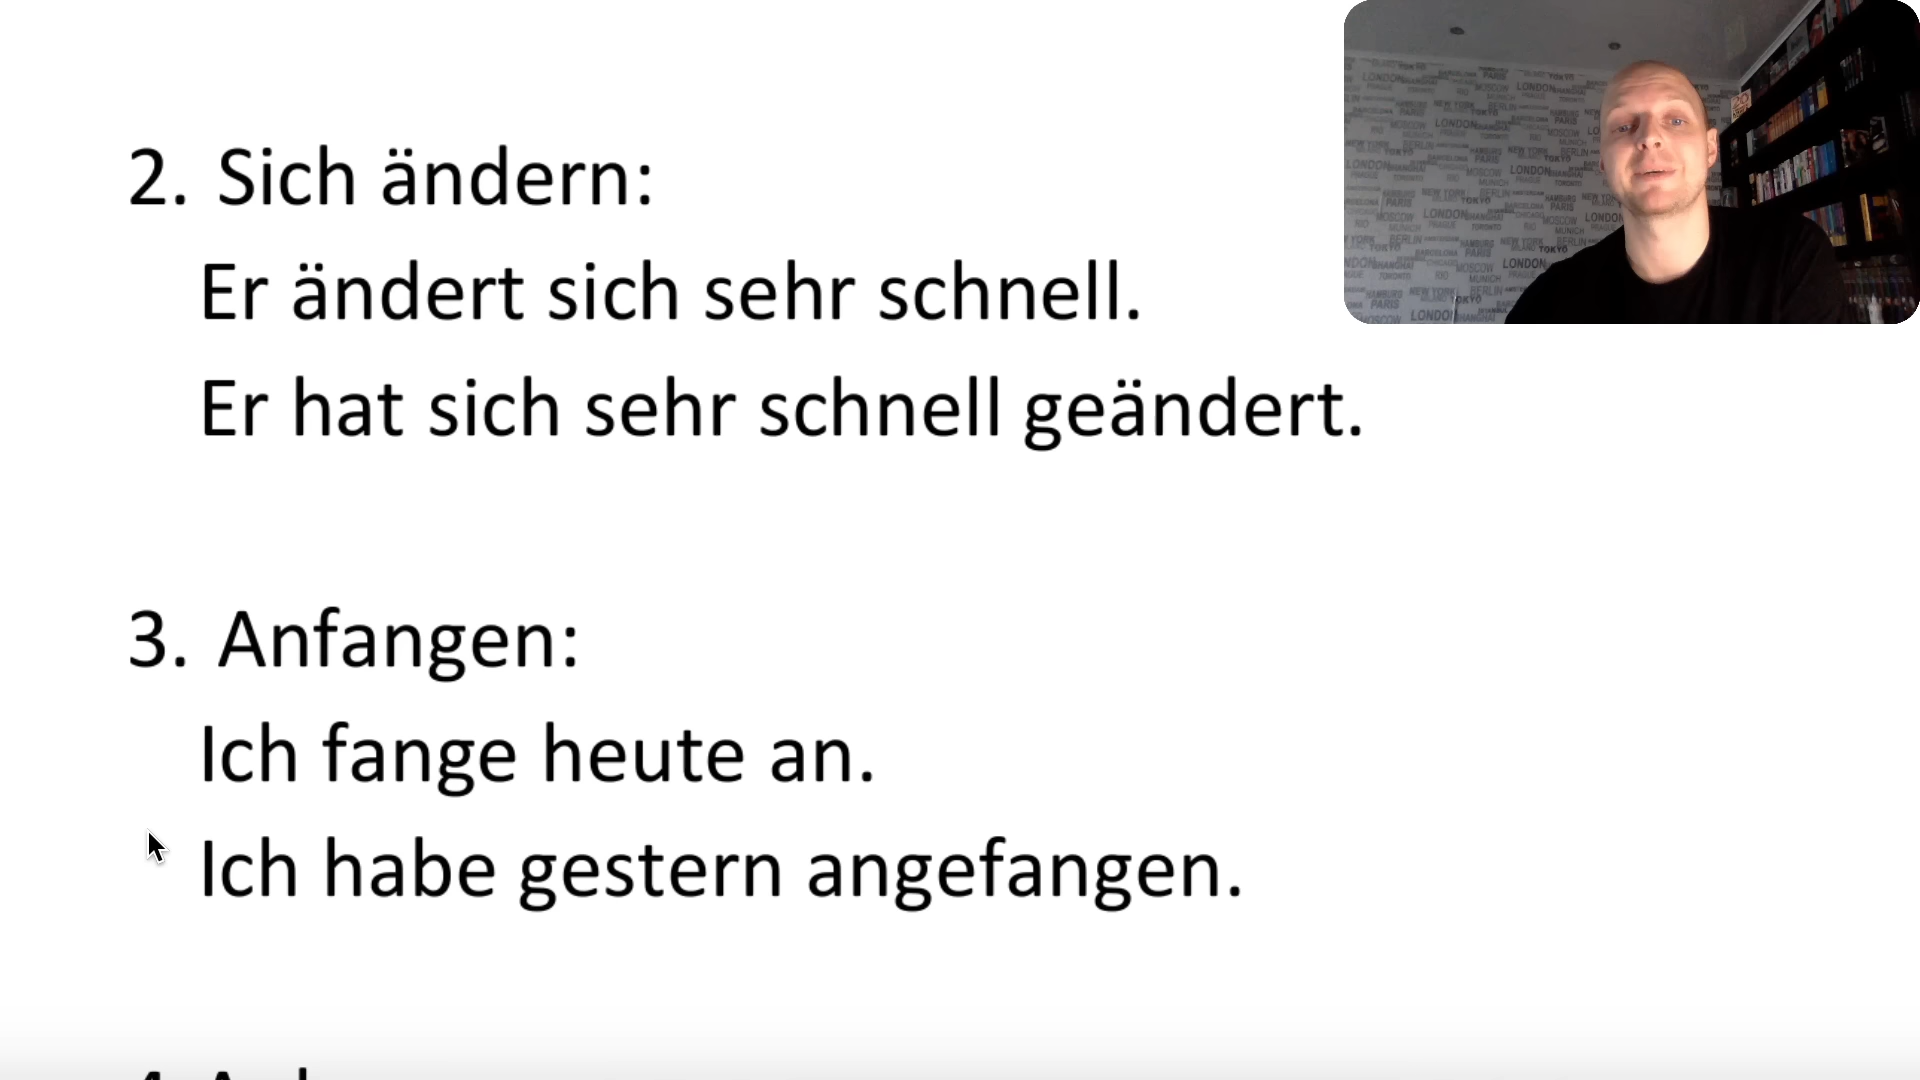 2. Sich ändern:
Er ändert sich sehr schnell.
Er hat sich sehr schnell geändert.
3. Anfangen:
Ich fange heute an.
Ich habe gestern angefangen.